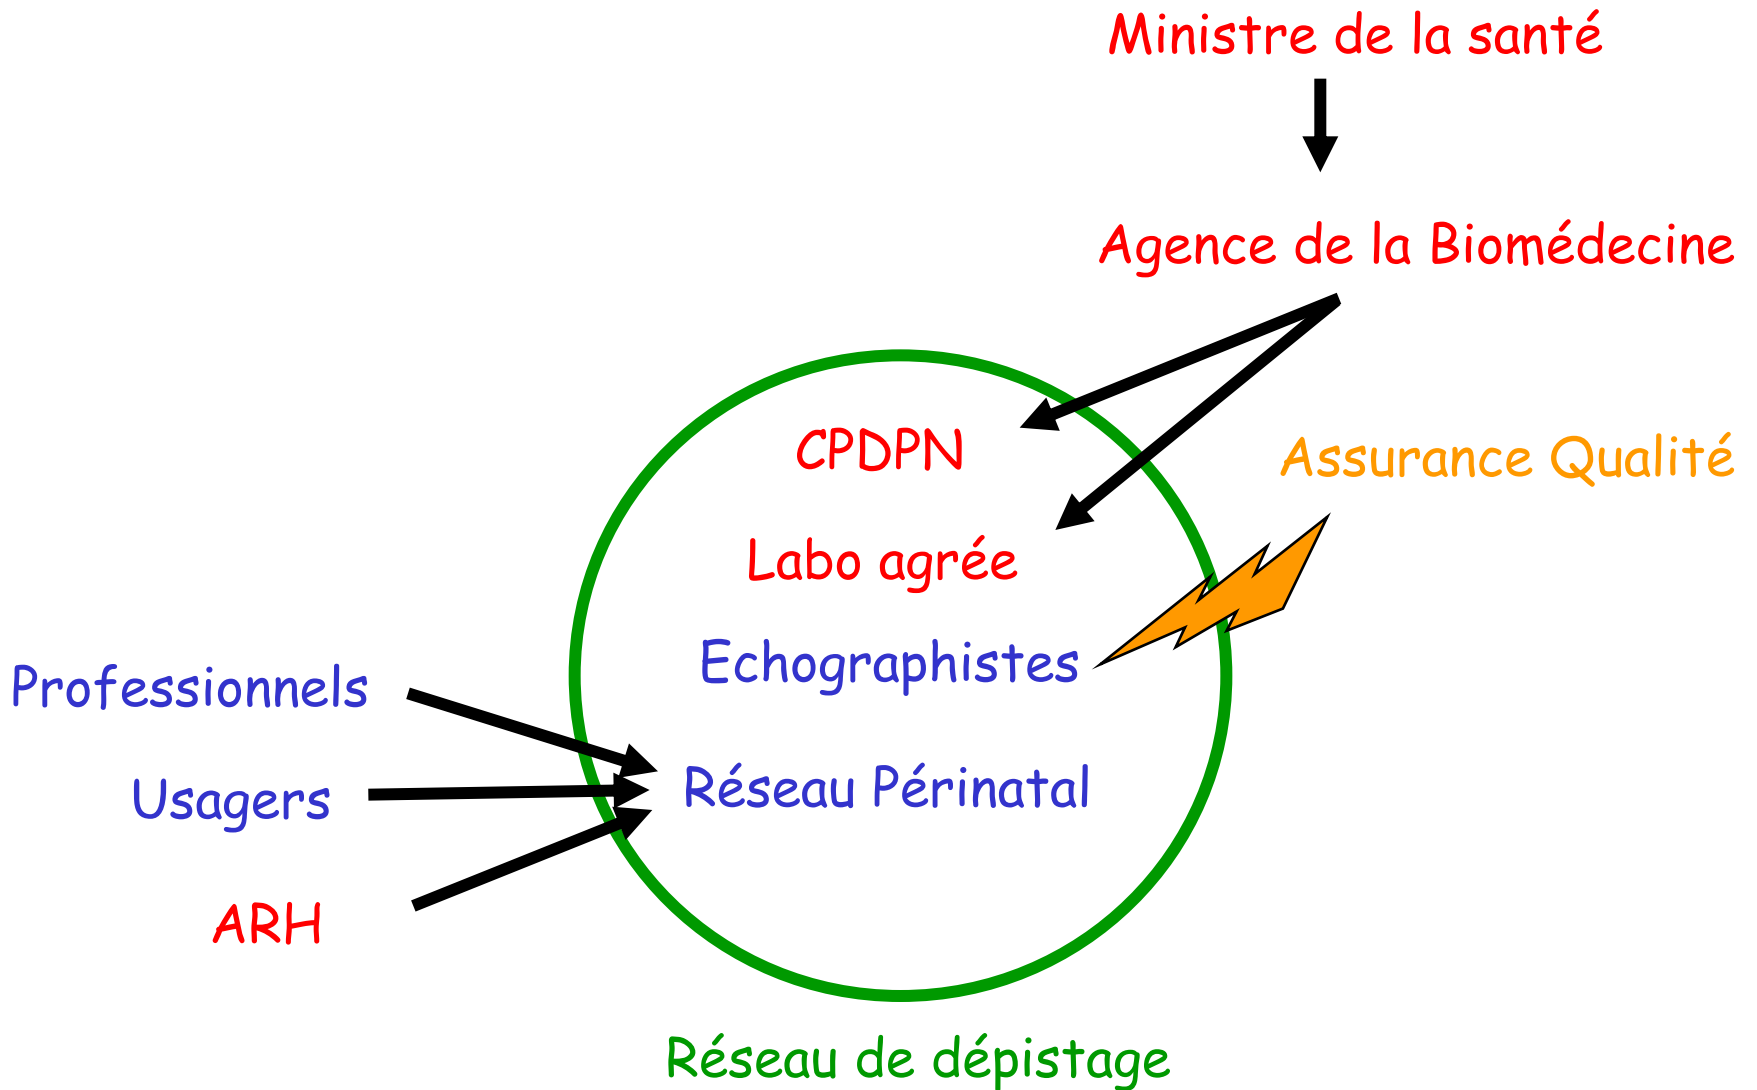 Ministre de la santé
Agence de la Biomédecine
CPDPN
Assurance Qualité
Labo agrée
Echographistes
Professionnels
Réseau Périnatal
Usagers
ARH
Réseau de dépistage